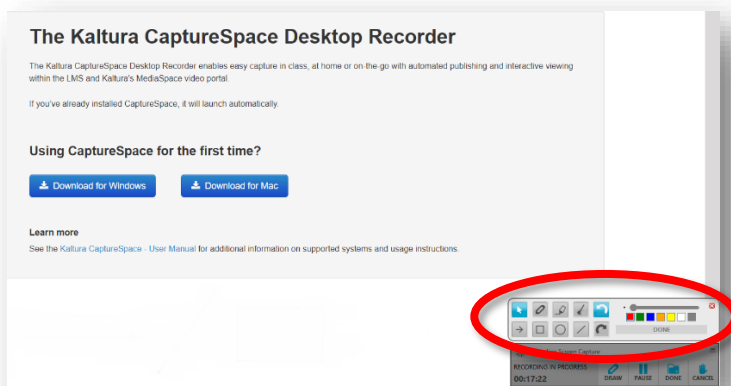 The Kaltura CaptureSpace Desktop Recorder
The Kaltura CaptureSpace Desktop Recorder enables easy capture in class, at home or on-the-go with automated publishing and interactive viewing
within the LMS and Kaltura's MediaSpace video portal.
If you've already installed CaptureSpace, it will launch automatically.
Using CaptureSpace for the first time?
Download for Windows Download for Mac
Learn more
See the Kaltura CaptureSpace - User Manual for additional information on supported systems and usage instructions.
DONE
Screen Capture
RECORDING IN PROGRESS
00:17:22 DRAW PAUSE DONE CANCEL